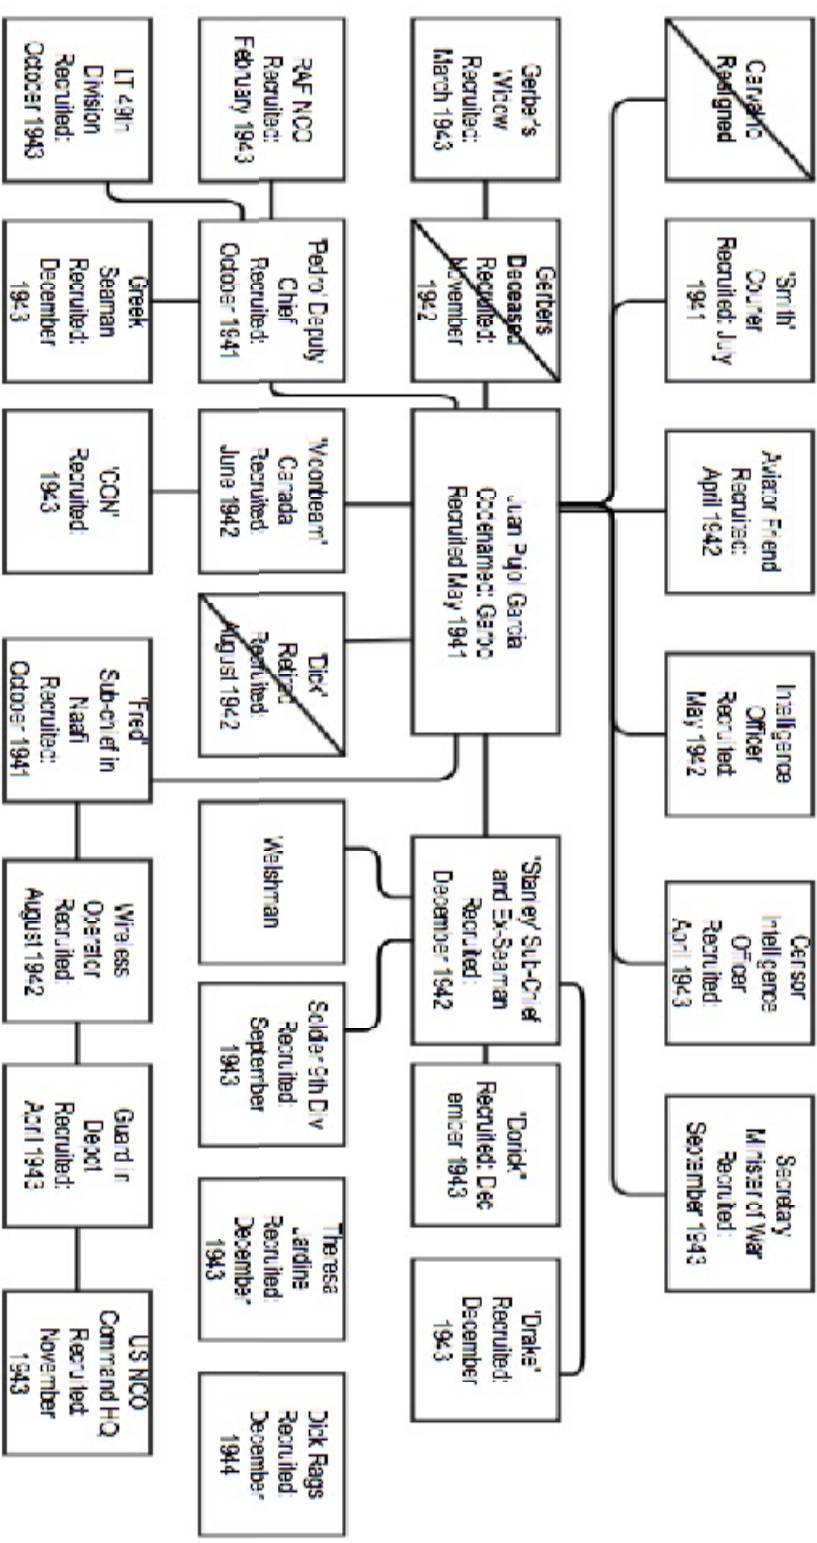 Carvalho
Resigned
'Smith'
Courier
Recruited: July
1941
Aviator Friend
Recruited:
April 1942
Intelligence
Officer
Recruited:
May 1942
Censor
Intelligence
Officer
Recruited:
April 1943
Secretary
Minister of War
Recruited:
September 1943
Gerbers
Widow
Recruited:
March 1943
Gerbers
Deceased
Recruited:
November
1942
Juan Pujol Garcia
Codenamed: Garbo
Recruited May 1941
'Stanley' Sub-Chief
and Ex-Seaman
Recruited:
December 1942
'Dorick'
Recruited: Dec
ember 1943
'Drake'
Recruited:
December
1943
RAF NCO
Recruited:
February 1943
'Pedro' Deputy
Chief
Recruited:
October 1941
'Moonbeam'
Canada
Recruited:
June 1942
'Dick'
Retired
Recruited:
August 1942
Welshman
Soldier 9th Div
Recruited:
September
1943
Theresa
Jardine
Recruited:
December
1943
Dick Rags
Recruited:
December
1944
LT 49th
Division
Recruited:
October 1943
Greek
Seaman
Recruited:
December
1943
'CON'
Recruited:
1943
'Fred'
Sub-chief in
Naafi
Recruited:
October 1941
Wireless
Operator
Recruited:
August 1942
Guard in
Depot
Recruited:
April 1943
US NCO
Command HQ
Recruited:
November
1943